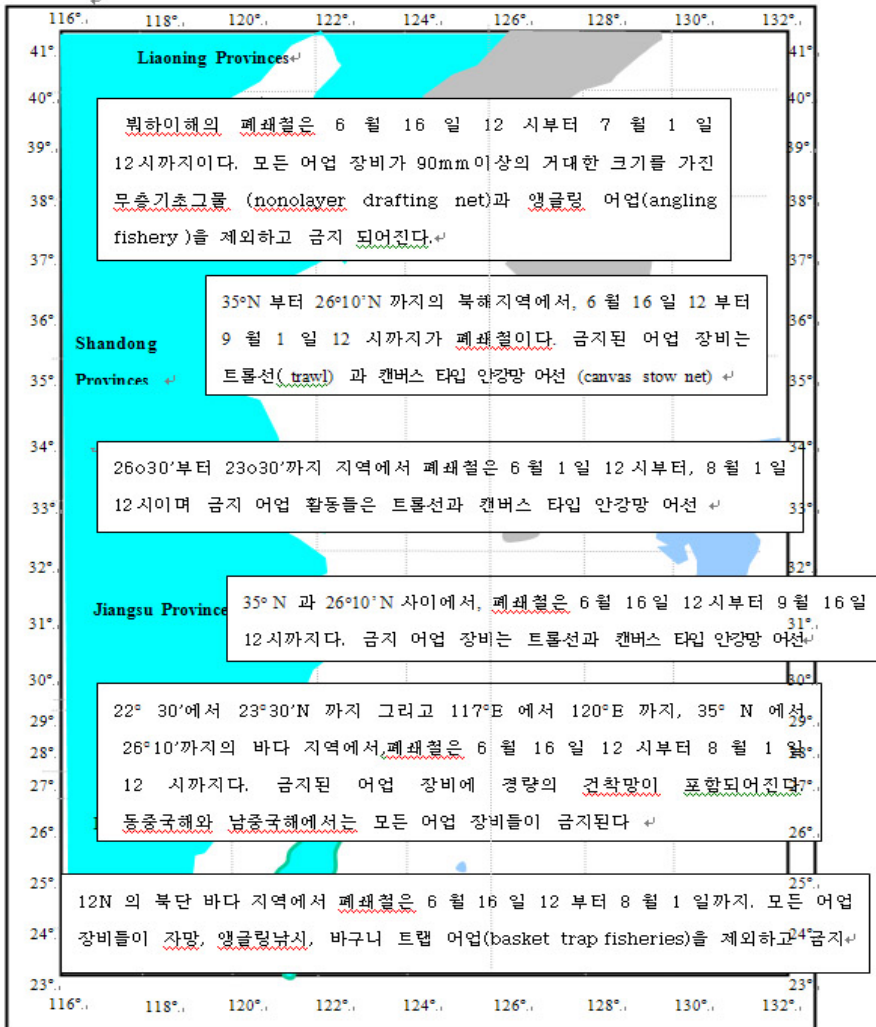 116° 118° 120° 122° 124° 126° 128° 130° 132°
41° 41°
Liaoning Provinces
40° 40°
뷔하이해의 폐쇄철은 6 월 16 일 12 시부터 7 월 1 일
39° 12시까지이다. 모든 어업 장비가 90mm이상의 거대한 크기를 가진 39°
38° 무층기초그물 (nonolayer drafting net)과 앵글링 어업(angling 38°
fishery )을 제외하고 금지 되어진다.
37° 37°
35°N 부터 26°10'N 까지의 북해지역에서, 6 월 16 일 12 부터
36° 36°
Shandong 9 월 1 일 12 시까지가 폐쇄철이다. 금지된 어업 장비는
35° Provinces 트롤선( trawl) 과 캔버스 타입 안강망 어선 (canvas stow net) 35°
34° 34°
26o30'부터 23o30'까지 지역에서 폐쇄철은 6 월 1 일 12 시부터, 8 월 1 일
33° 12시이며 금지 어업 활동들은 트롤선과 캔버스 타입 안강망 어선 33°
32° 32°
Jiangsu Province 35° N 과 26°10'N 사이에서, 폐쇄철은 6 월 16 일 12 시부터 9 월 16 일
31° 12시까지다. 금지 어업 장비는 트롤선과 캔버스 타입 안강망 어선 31°
30° 30°
29° 22° 30'에서 23°30'N 까지 그리고 117°E 에서 120°E 까지, 35° N 에서 29°
28° 26°10'까지의 바다 지역에서,폐쇄철은 6 월 16 일 12 시부터 8 월 1 일 28°
27° 12 시까지다. 금지된 어업 장비에 경량의 건착망이 포함되어진다. 27°
26° 동중국해와 남중국해에서는 모든 어업 장비들이 금지된다 26°
25° 25°
12N 의 북단 바다 지역에서 폐쇄철은 6 월 16 일 12 부터 8 월 1 일까지. 모든 어업
24° 장비들이 자망, 앵글링낚시, 바구니 트랩 어업(basket trap fisheries)을 제외하고 금지 24°
23° 23°
116° 118° 120° 122° 124° 126° 128° 130° 132°